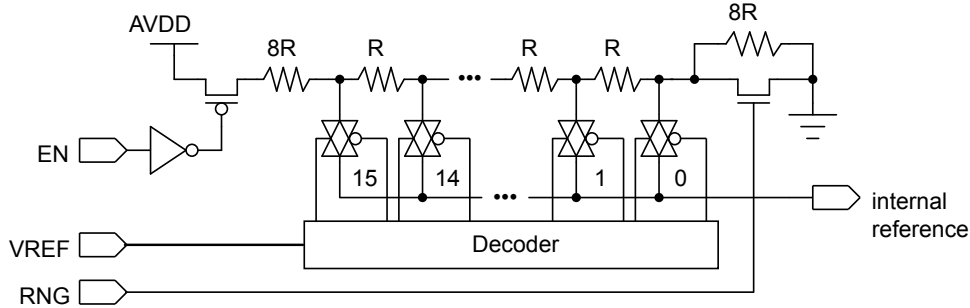 AVDD
8R
R
R
R
8R
•••
EN
15
14
1
0
•••
internal
reference
VREF
Decoder
RNG